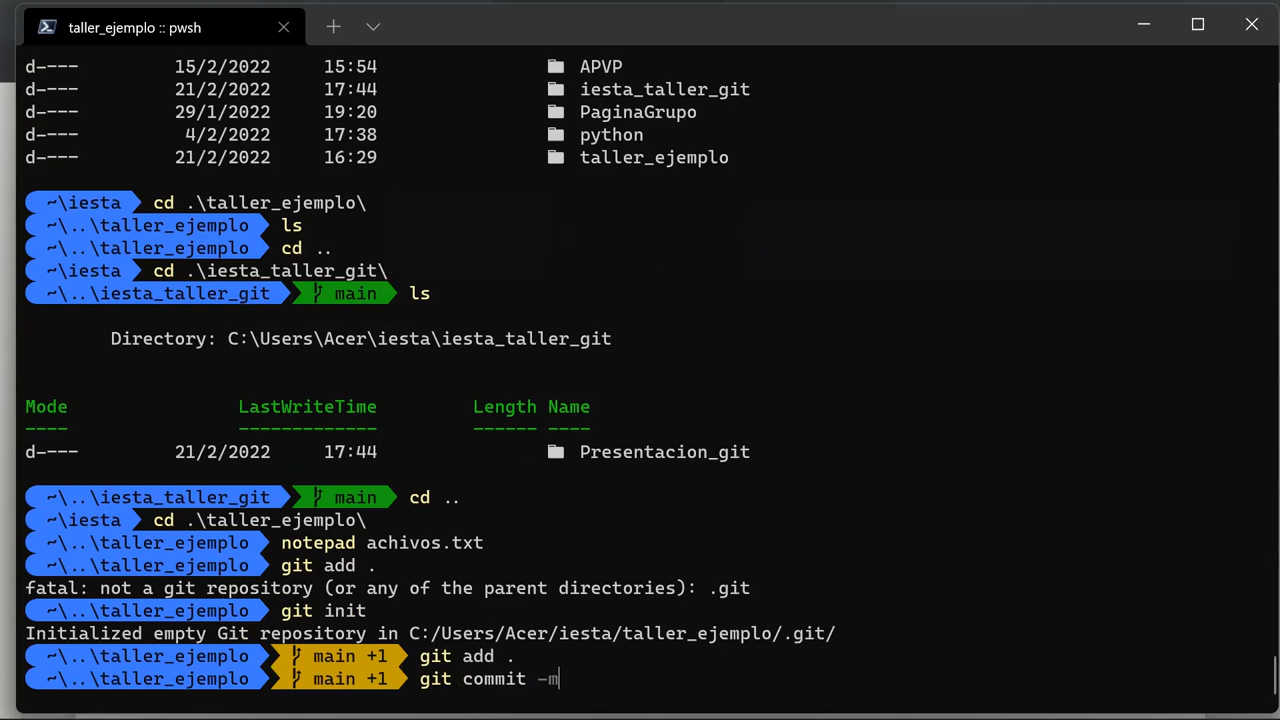 taller_ejemplo :: pwsh
d---- 15/2/2022 15:54 APVP
d---- 21/2/2022 17:44 iesta_taller_git
d---- 29/1/2022 19:20 PaginaGrupo
d---- 4/2/2022 17:38 python
d---- 21/2/2022 16:29 taller_ejemplo
~\iesta cd .\taller_ejemplo\
~\..\taller_ejemplo ls
~\..\taller_ejemplo cd ..
~\iesta cd .\iesta_taller_git\
~\..\iesta_taller_git main ls
Directory: C:\Users\Acer\iesta\iesta_taller_git
Mode LastWriteTime Length Name
---- ------------- ------ ----
d---- 21/2/2022 17:44 Presentacion_git
~\..\iesta_taller_git main cd ..
~\iesta cd .\taller_ejemplo\
~\..\taller_ejemplo notepad achivos.txt
~\..\taller_ejemplo git add .
fatal: not a git repository (or any of the parent directories): .git
~\..\taller_ejemplo git init
Initialized empty Git repository in C:/Users/Acer/iesta/taller_ejemplo/.git/
~\..\taller_ejemplo main +1 git add .
~\..\taller_ejemplo main +1 git commit -m